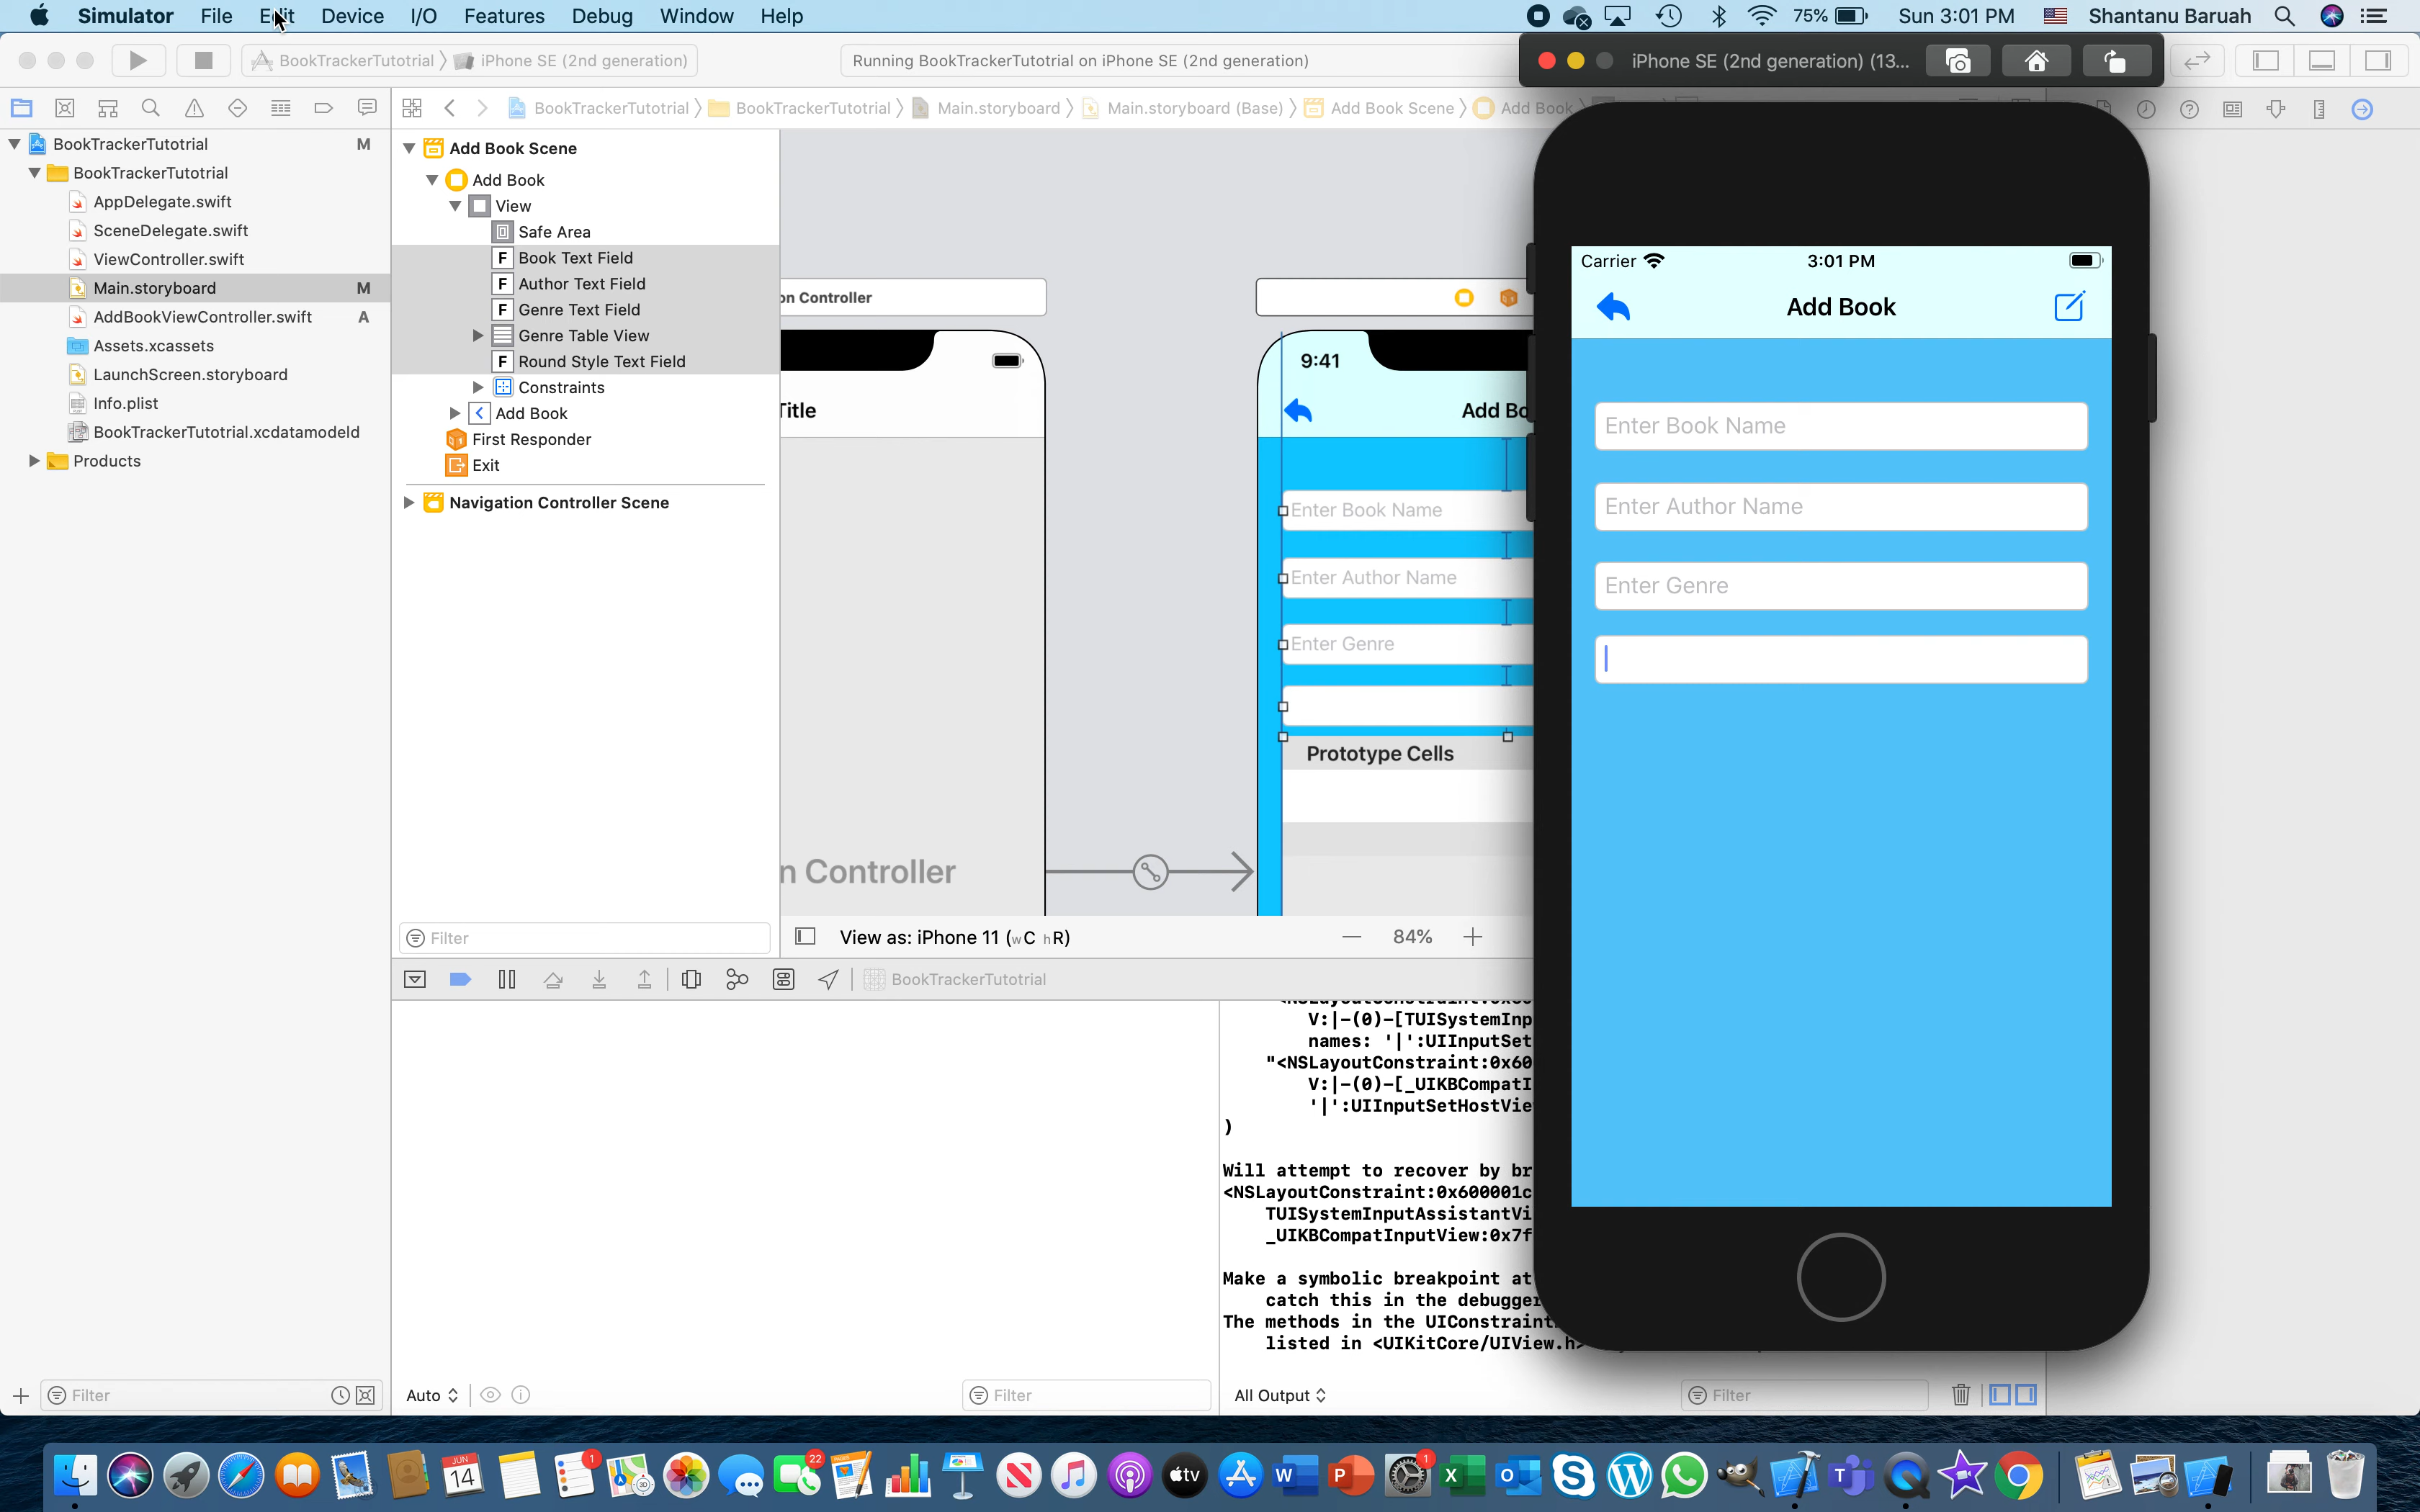 Simulator File Edit Device I/O Features Debug Window Help 75% Sun 3:01 PM Shantanu Baruah
BookTrackerTutotrial iPhone SE (2nd generation) Running BookTrackerTutotrial on iPhone SE (2nd generation)
iPhone SE (2nd generation) (13...
BookTrackerTutotrial BookTrackerTutotrial Main.storyboard Main.storyboard (Base) Add Book Scene Add Book
BookTrackerTutotrial M
BookTrackerTutotrial
AppDelegate.swift
SceneDelegate.swift
ViewController.swift
Main.storyboard M
AddBookViewController.swift A
Assets.xcassets
LaunchScreen.storyboard
Info.plist
BookTrackerTutotrial.xcdatamodeld
Products
Filter
Add Book Scene
Add Book
View
Safe Area
F Book Text Field
F Author Text Field
F Genre Text Field
Genre Table View
F Round Style Text Field
Constraints
Add Book
First Responder
Exit
Navigation Controller Scene
Filter
on Controller
Title
n Controller
9:41
Add Bo
Enter Book Name
Enter Author Name
Enter Genre
Prototype Cells
View as: iPhone 11 (wC hR)
84%
BookTrackerTutotrial
V:|-(0)-[TUISystemInp
names: '|':UIInputSet
"<NSLayoutConstraint:0x60
V:|-(0)-[_UIKBCompatI
'|':UIInputSetHostVie
)
Will attempt to recover by br
<NSLayoutConstraint:0x600001c
TUISystemInputAssistantVi
_UIKBCompatInputView:0x7f
Make a symbolic breakpoint at
catch this in the debugger
The methods in the UIConstraint
listed in <UIKitCore/UIView.h>
Auto
Filter
All Output
Filter
Carrier 3:01 PM
Add Book
Enter Book Name
Enter Author Name
Enter Genre
JUN
14
1
22
PAGES
tv
W
P
1
X
O
S
T